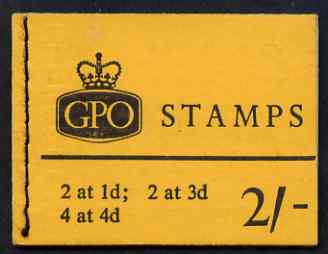 GPO STAMPS
2 at 1d; 2 at 3d
4 at 4d
2/-